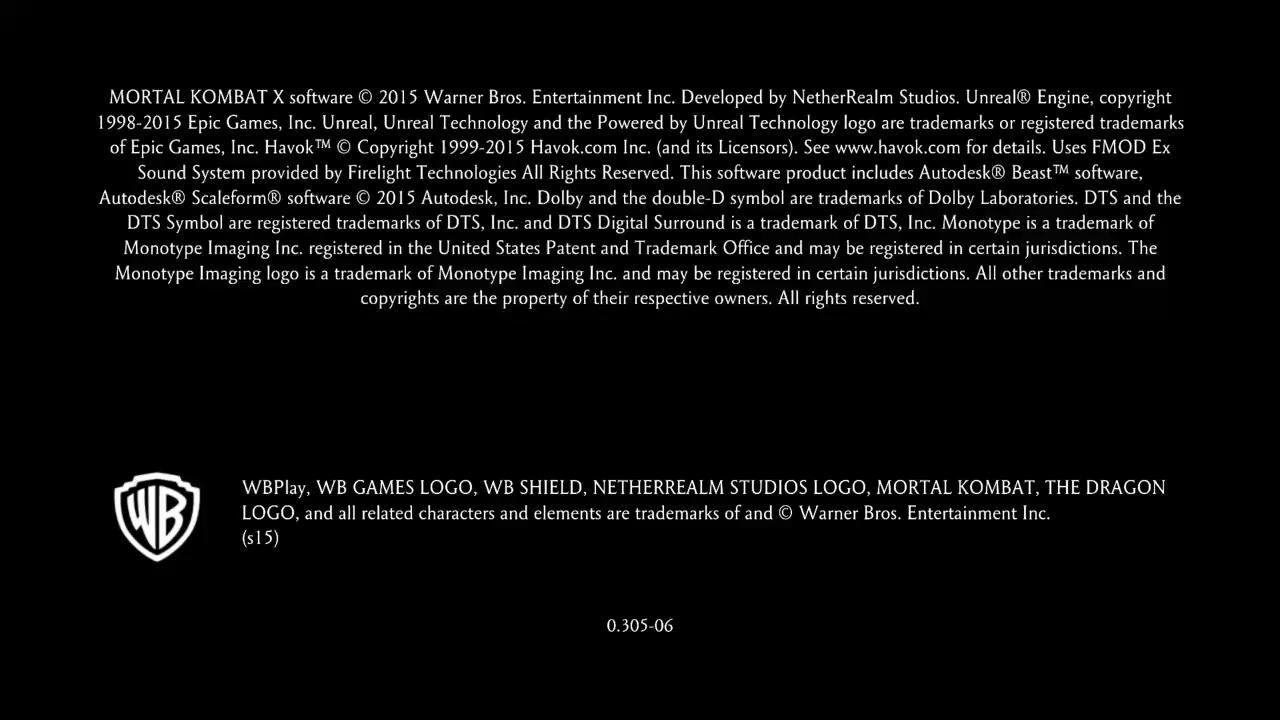 MORTAL KOMBAT X software © 2015 Warner Bros. Entertainment Inc. Developed by NetherRealm Studios. Unreal® Engine, copyright
1998-2015 Epic Games, Inc. Unreal, Unreal Technology and the Powered by Unreal Technology logo are trademarks or registered trademarks
of Epic Games, Inc. Havok™ © Copyright 1999-2015 Havok.com Inc. (and its Licensors). See www.havok.com for details. Uses FMOD Ex
Sound System provided by Firelight Technologies All Rights Reserved. This software product includes Autodesk® Beast™ software,
Autodesk® Scaleform® software © 2015 Autodesk, Inc. Dolby and the double-D symbol are trademarks of Dolby Laboratories. DTS and the
DTS Symbol are registered trademarks of DTS, Inc. and DTS Digital Surround is a trademark of DTS, Inc. Monotype is a trademark of
Monotype Imaging Inc. registered in the United States Patent and Trademark Office and may be registered in certain jurisdictions. The
Monotype Imaging logo is a trademark of Monotype Imaging Inc. and may be registered in certain jurisdictions. All other trademarks and
copyrights are the property of their respective owners. All rights reserved.
WB
WBPlay, WB GAMES LOGO, WB SHIELD, NETHERREALM STUDIOS LOGO, MORTAL KOMBAT, THE DRAGON
LOGO, and all related characters and elements are trademarks of and © Warner Bros. Entertainment Inc.
(s15)
0.305-06